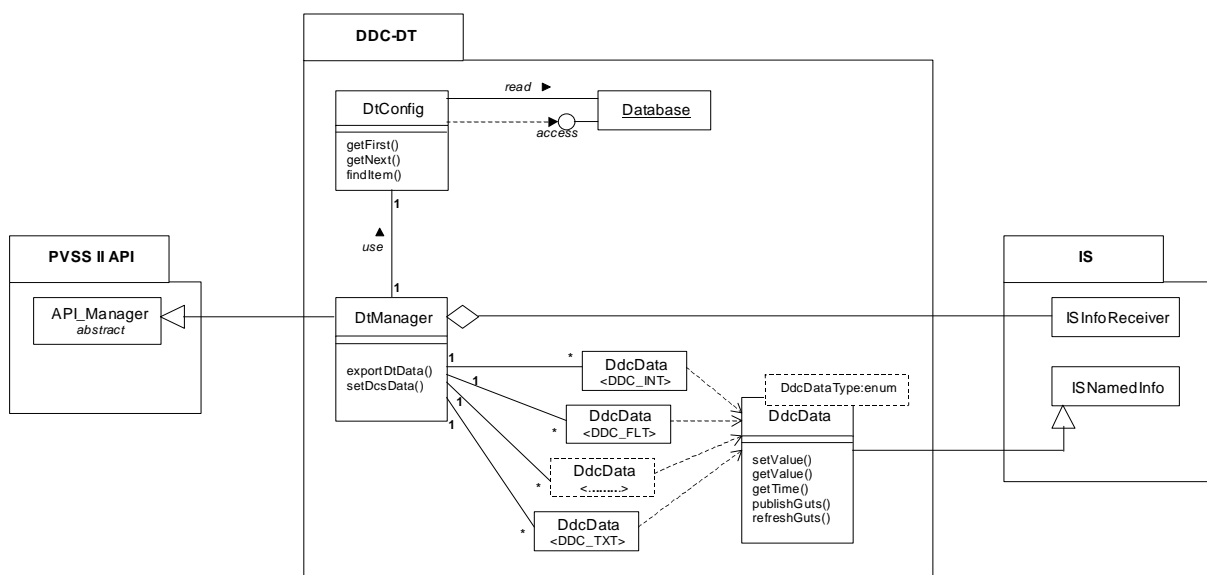 DDC-DT
read ►
DtConfig
Database
access
getFirst()
getNext()
findItem()
1
▲
use
PVSS II API
IS
1
API_Manager
abstract
DtManager
ISInfoReceiver
exportDtData()
setDcsData()
1
*
DdcData
<DDC_INT>
DdcDataType:enum
ISNamedInfo
1
1
*
DdcData
<DDC_FLT>
DdcData
1
*
DdcData
<.........>
setValue()
getValue()
getTime()
publishGuts()
refreshGuts()
*
DdcData
<DDC_TXT>